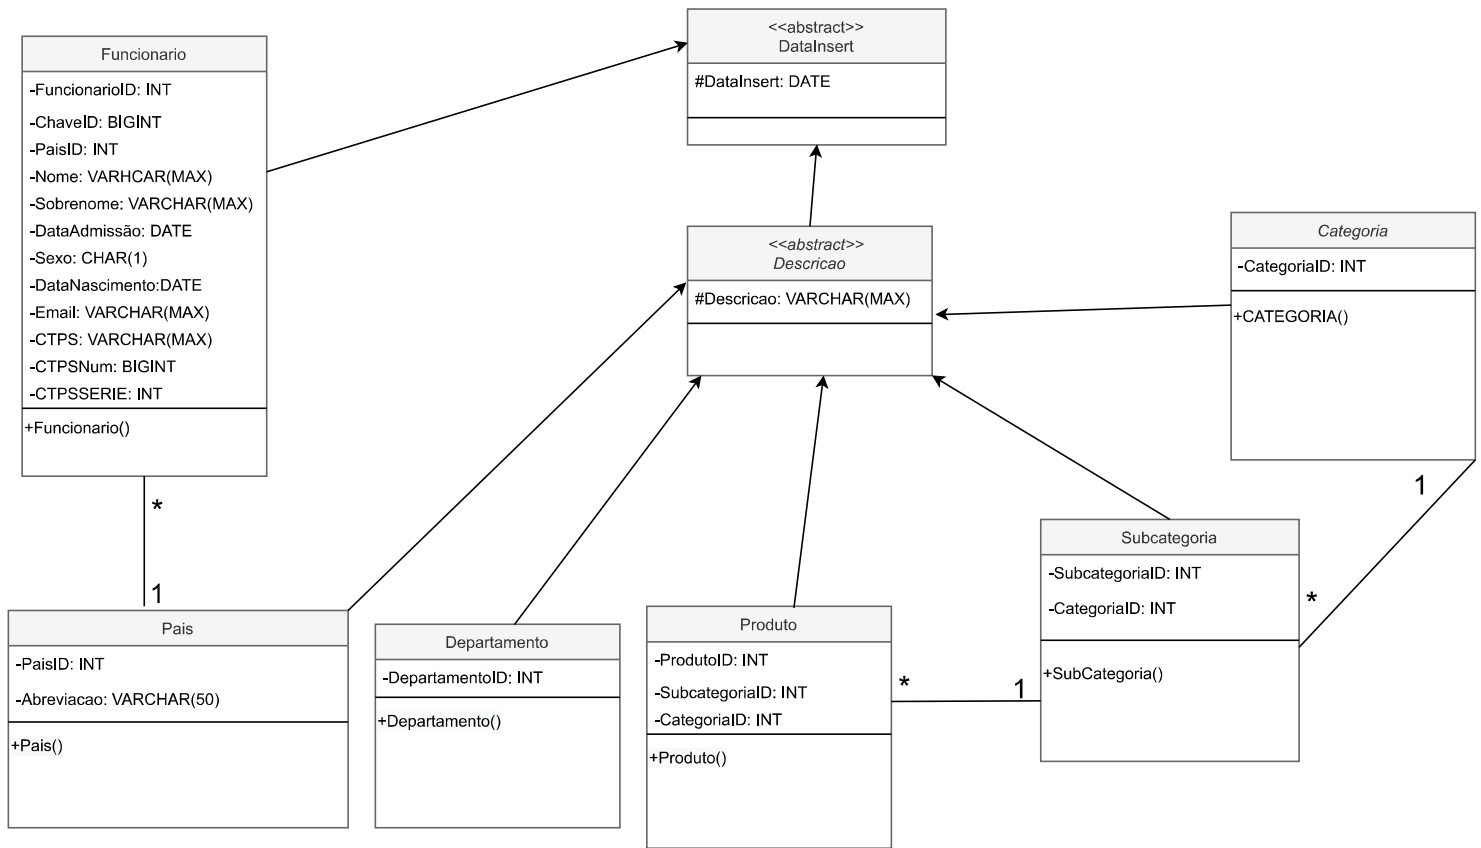 Funcionario
-FuncionarioID: INT
-ChaveID: BIGINT
-PaisID: INT
-Nome: VARHCAR(MAX)
-Sobrenome: VARCHAR(MAX)
-DataAdmissão: DATE
-Sexo: CHAR(1)
-DataNascimento:DATE
-Email: VARCHAR(MAX)
-CTPS: VARCHAR(MAX)
-CTPSNum: BIGINT
-CTPSSERIE: INT
+Funcionario()
<<abstract>>
DataInsert
#DataInsert: DATE
<<abstract>>
Descricao
#Descricao: VARCHAR(MAX)
Categoria
-CategoriaID: INT
+CATEGORIA()
*
1
1
*
Pais
-PaisID: INT
-Abreviacao: VARCHAR(50)
+Pais()
Departamento
-DepartamentoID: INT
+Departamento()
Produto
-ProdutoID: INT
-SubcategoriaID: INT
-CategoriaID: INT
+Produto()
*
1
Subcategoria
-SubcategoriaID: INT
-CategoriaID: INT
+SubCategoria()